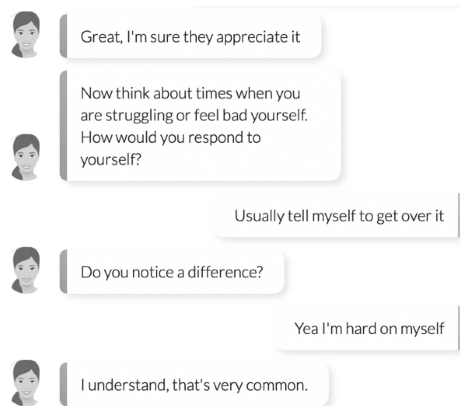 Great, I'm sure they appreciate it
Now think about times when you
are struggling or feel bad yourself.
How would you respond to
yourself?
Usually tell myself to get over it
Do you notice a difference?
Yea I'm hard on myself
I understand, that's very common.